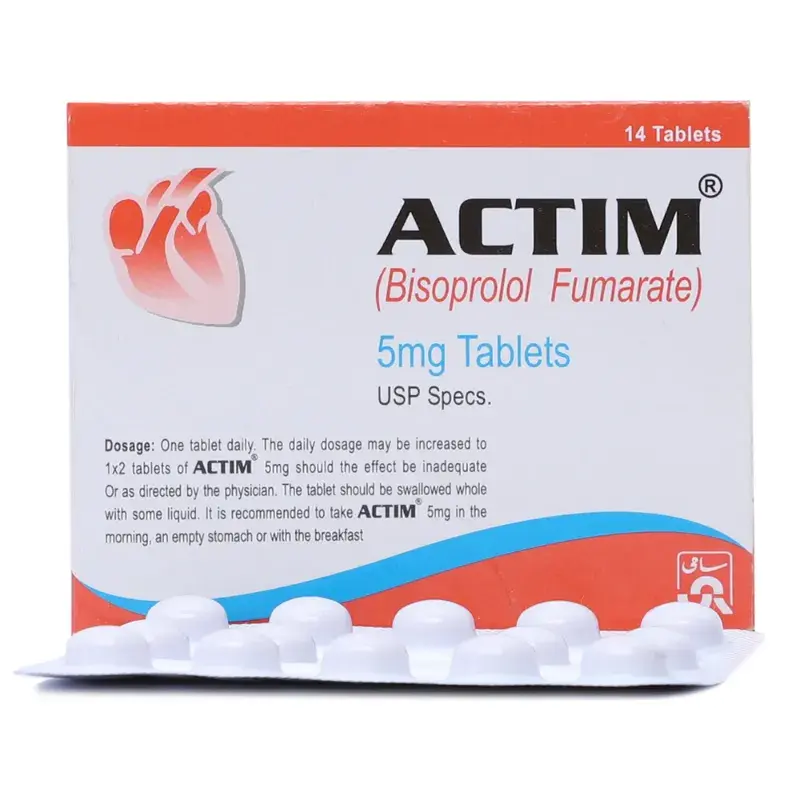 14 Tablets
ACTIM®
(Bisoprolol Fumarate)
5mg Tablets
USP Specs.
Dosage: One tablet daily. The daily dosage may be increased to
1x2 tablets of ACTIM® 5mg should the effect be inadequate
Or as directed by the physician. The tablet should be swallowed whole
with some liquid. It is recommended to take ACTIM® 5mg in the
morning, an empty stomach or with the breakfast
سامی